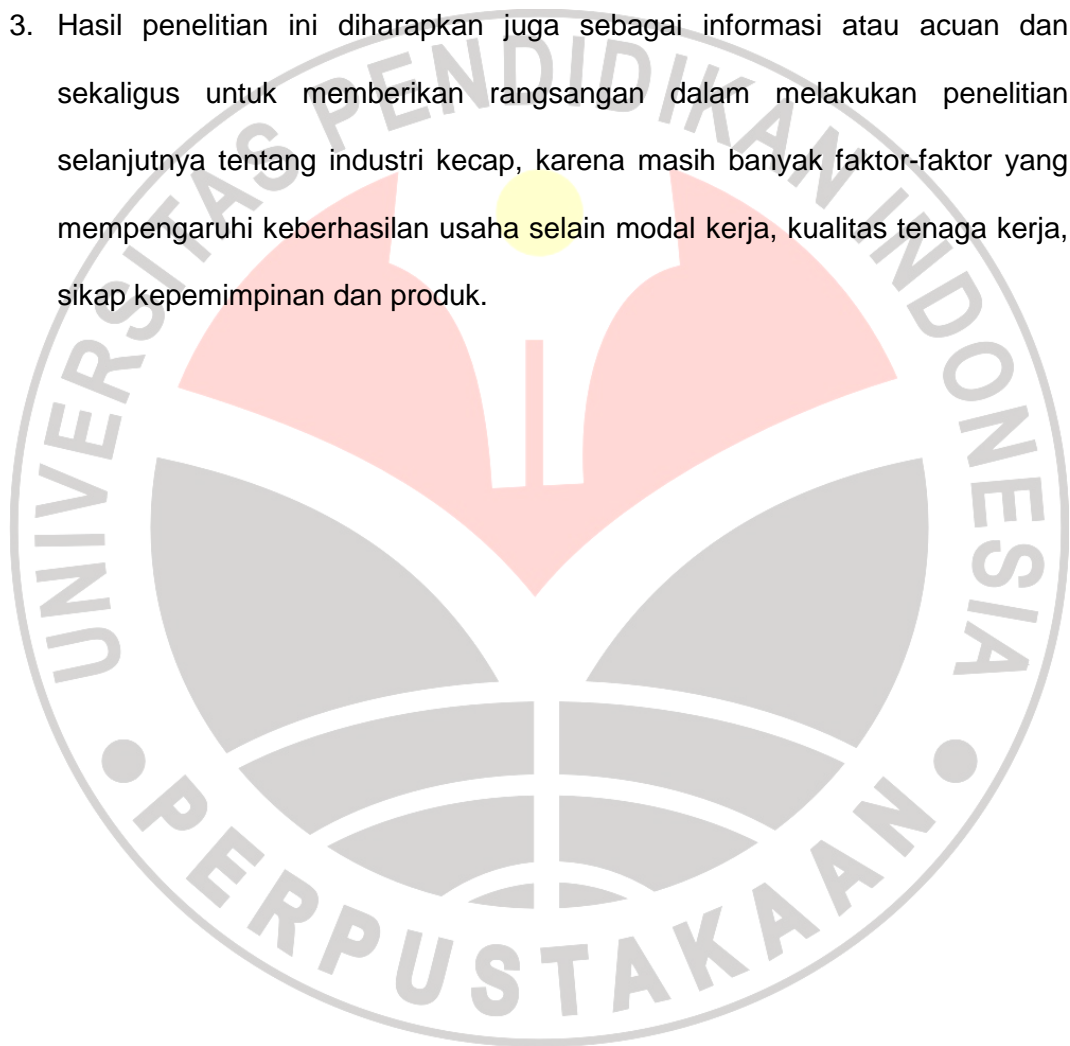 3. Hasil penelitian ini diharapkan juga sebagai informasi atau acuan dan
sekaligus untuk memberikan rangsangan dalam melakukan penelitian
selanjutnya tentang industri kecap, karena masih banyak faktor-faktor yang
mempengaruhi keberhasilan usaha selain modal kerja, kualitas tenaga kerja,
sikap kepemimpinan dan produk.
UNIVERSITAS PENDIDIKAN INDONESIA
PERPUSTAKAAN